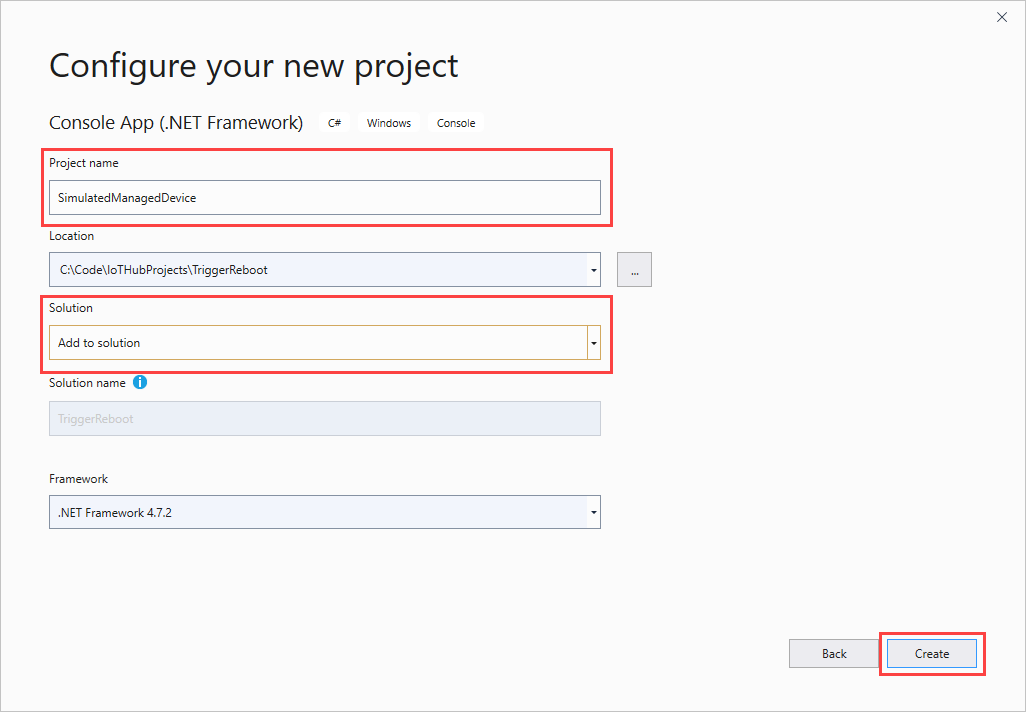 Configure your new project
Console App (.NET Framework) C# Windows Console
Project name
SimulatedManagedDevice
Location
C:\Code\IoTHubProjects\TriggerReboot
...
Solution
Add to solution
Solution name
TriggerReboot
Framework
.NET Framework 4.7.2
Back Create